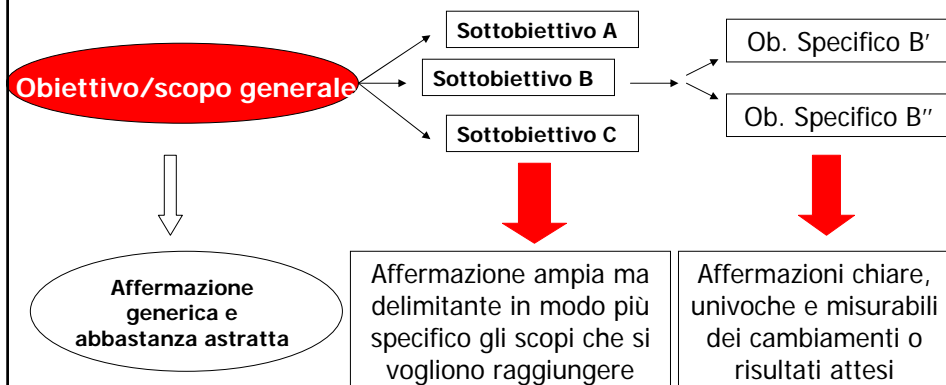 Obiettivo/scopo generale
Sottobiettivo A
Sottobiettivo B
Sottobiettivo C
Ob. Specifico B'
Ob. Specifico B''
Affermazione
generica e
abbastanza astratta
Affermazione ampia ma
delimitante in modo più
specifico gli scopi che si
vogliono raggiungere
Affermazioni chiare,
univoche e misurabili
dei cambiamenti o
risultati attesi